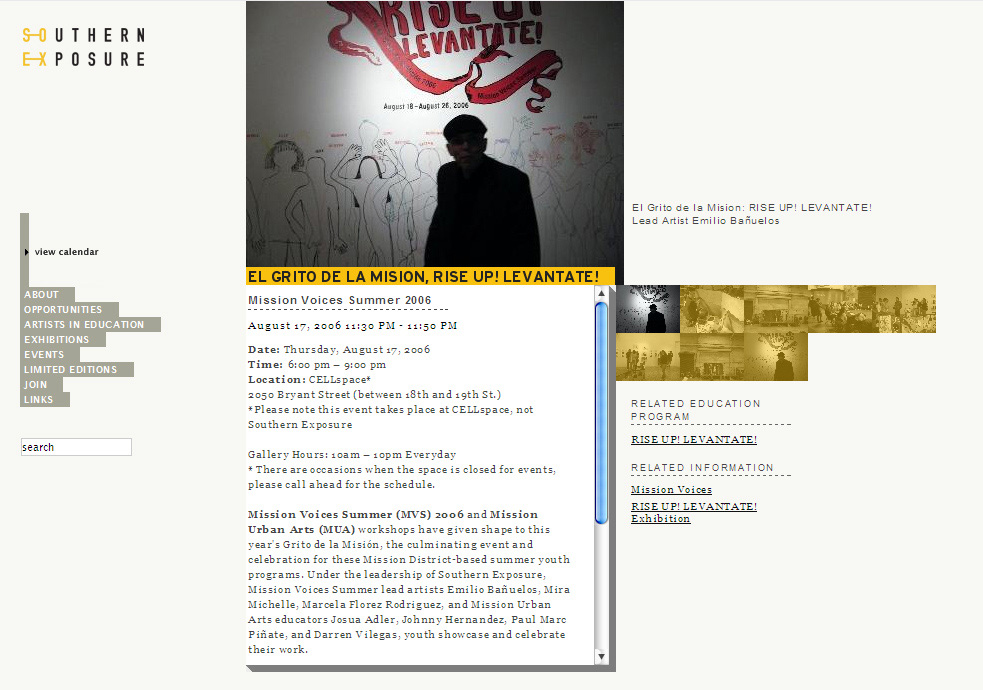 SOUTHERN
EXPOSURE
RISE UP!
LEVANTATE!
Mission Voices Summer
August 18 - August 26, 2006
El Grito de la Mision: RISE UP! LEVANTATE!
Lead Artist Emilio Bañuelos
view calendar
EL GRITO DE LA MISION, RISE UP! LEVANTATE!
ABOUT
OPPORTUNITIES
ARTISTS IN EDUCATION
EXHIBITIONS
EVENTS
LIMITED EDITIONS
JOIN
LINKS
search
Mission Voices Summer 2006
August 17, 2006 11:30 PM - 11:50 PM
Date: Thursday, August 17, 2006
Time: 6:00 pm – 9:00 pm
Location: CELLspace*
2050 Bryant Street (between 18th and 19th St.)
*Please note this event takes place at CELLspace, not
Southern Exposure
Gallery Hours: 10am – 10pm Everyday
* There are occasions when the space is closed for events,
please call ahead for the schedule.
Mission Voices Summer (MVS) 2006 and Mission
Urban Arts (MUA) workshops have given shape to this
year's Grito de la Misión, the culminating event and
celebration for these Mission District-based summer youth
programs. Under the leadership of Southern Exposure,
Mission Voices Summer lead artists Emilio Bañuelos, Mira
Michelle, Marcela Florez Rodriguez, and Mission Urban
Arts educators Josua Adler, Johnny Hernandez, Paul Marc
Piñate, and Darren Vilegas, youth showcase and celebrate
their work.
RELATED EDUCATION
PROGRAM
RISE UP! LEVANTATE!
RELATED INFORMATION
Mission Voices
RISE UP! LEVANTATE!
Exhibition